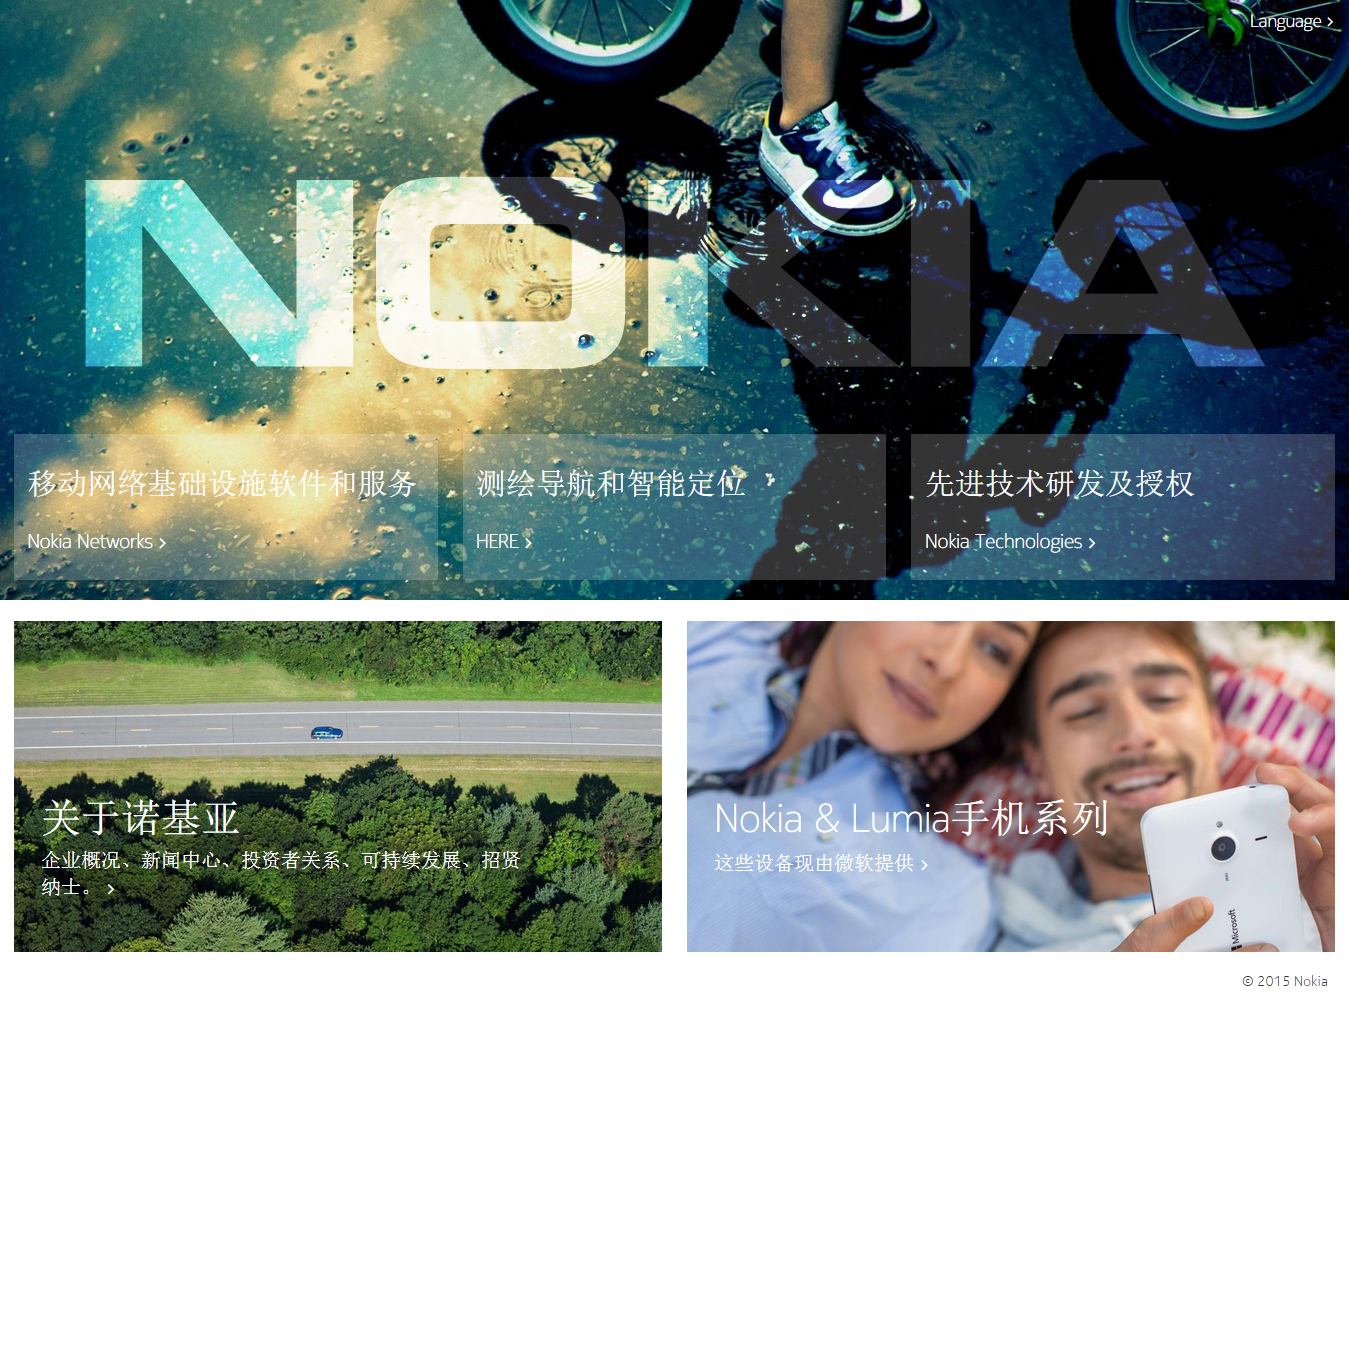 Language
NOKIA
移动网络基础设施软件和服务
Nokia Networks
测绘导航和智能定位
HERE
先进技术研发及授权
Nokia Technologies
关于诺基亚
企业概况、新闻中心、投资者关系、可持续发展、招贤
纳士。
Nokia & Lumia手机系列
这些设备现由微软提供
Microsoft
© 2015 Nokia